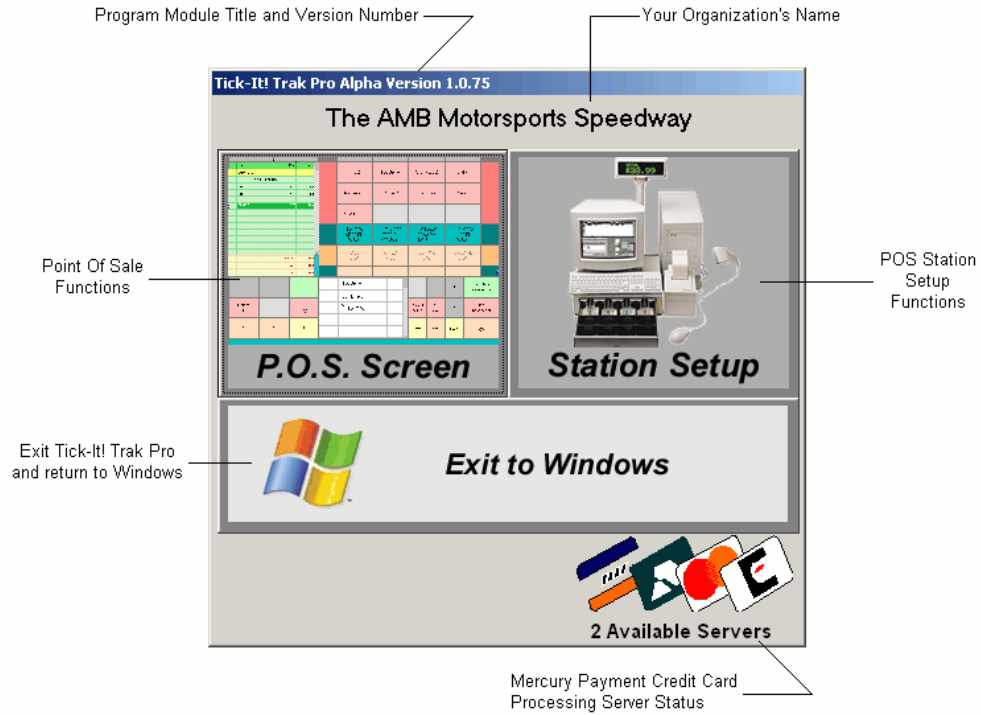 Program Module Title and Version Number
Your Organization's Name
Tick-It! Trak Pro Alpha Version 1.0.75
The AMB Motorsports Speedway
Point Of Sale
Functions
POS Station
Setup
Functions
P.O.S. Screen
Station Setup
Exit Tick-It! Trak Pro
and return to Windows
Exit to Windows
2 Available Servers
Mercury Payment Credit Card
Processing Server Status